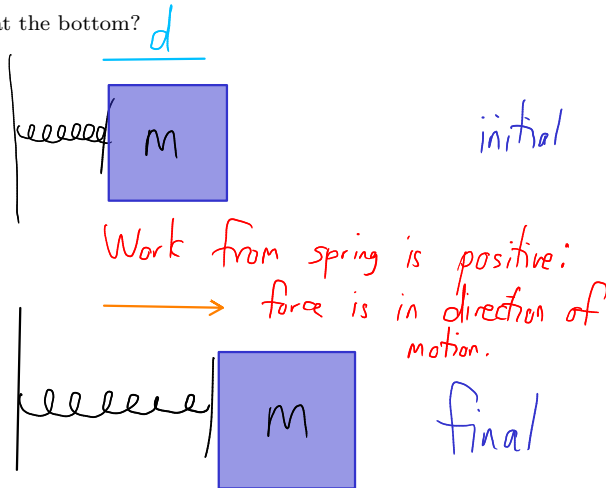 at the bottom?
d
M
initial
Work from spring is positive:
force is in direction of
motion.
M
final